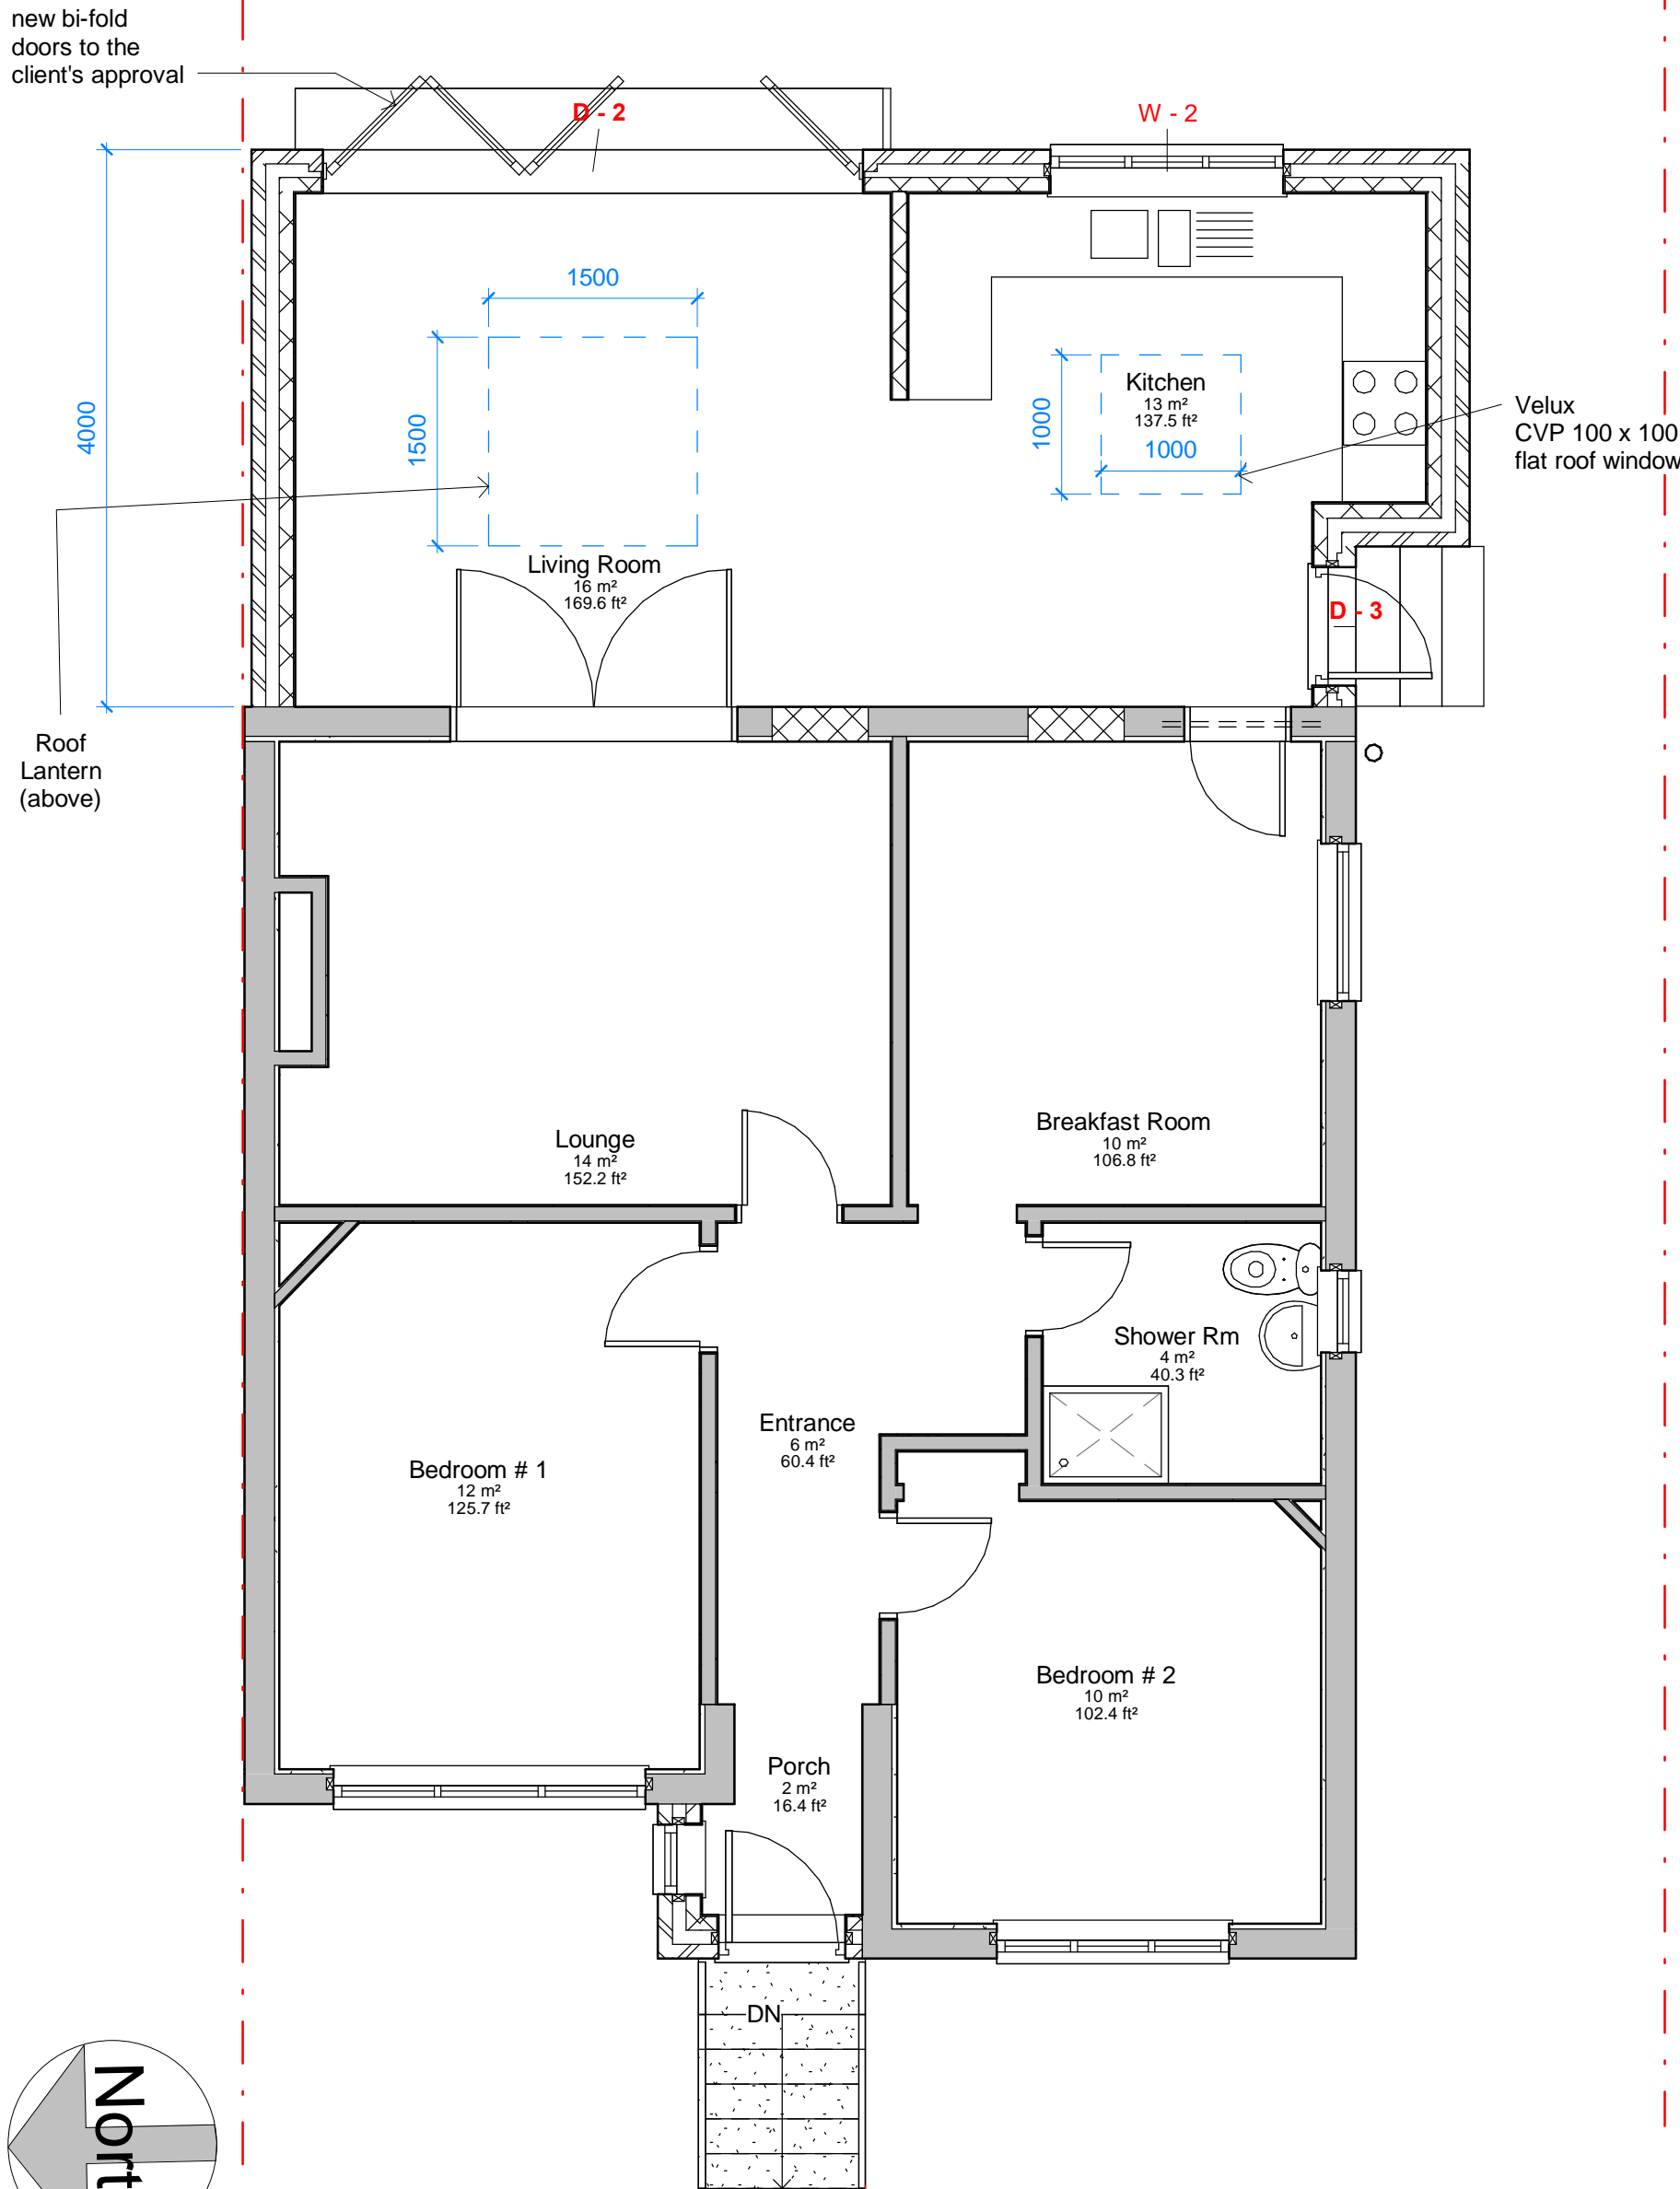 new bi-fold
doors to the
client's approval
D - 2
W - 2
1500
4000
1500
Kitchen
13 m²
137.5 ft²
1000
1000
Velux
CVP 100 x 100
flat roof window
Living Room
16 m²
169.6 ft²
D - 3
Roof
Lantern
(above)
Lounge
14 m²
152.2 ft²
Breakfast Room
10 m²
106.8 ft²
Shower Rm
4 m²
40.3 ft²
Entrance
6 m²
60.4 ft²
Bedroom # 1
12 m²
125.7 ft²
Bedroom # 2
10 m²
102.4 ft²
Porch
2 m²
16.4 ft²
DN
Nort